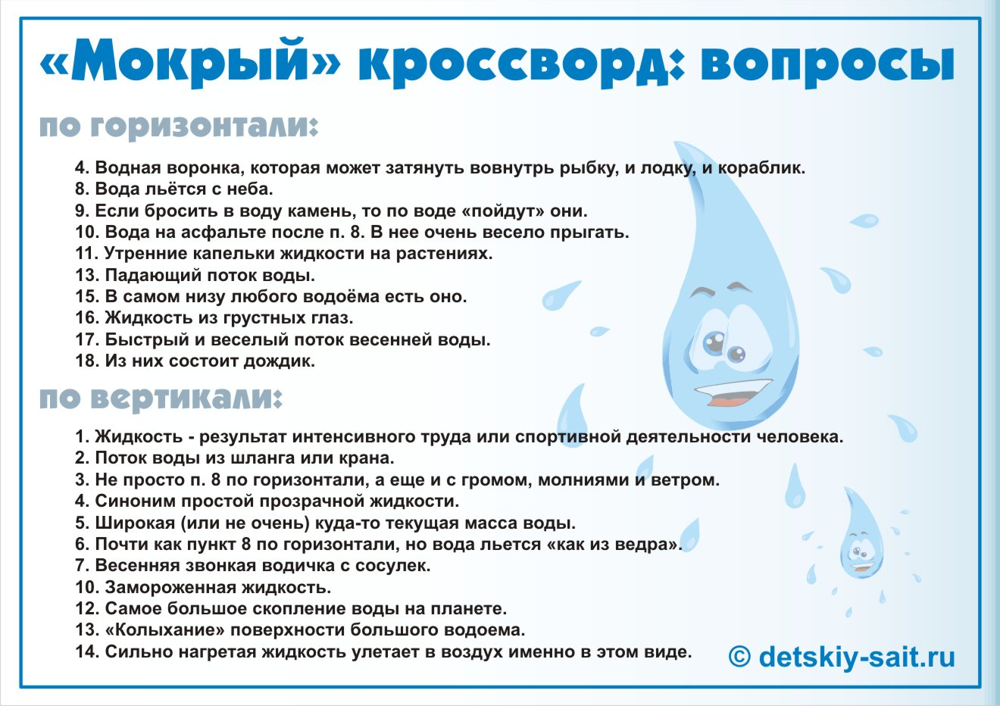 «Мокрый» кроссворд: вопросы
по горизонтали:
4. Водная воронка, которая может затянуть вовнутрь рыбку, и лодку, и кораблик.
8. Вода льётся с неба.
9. Если бросить в воду камень, то по воде «пойдут» они.
10. Вода на асфальте после п. 8. В нее очень весело прыгать.
11. Утренние капельки жидкости на растениях.
13. Падающий поток воды.
15. В самом низу любого водоёма есть оно.
16. Жидкость из грустных глаз.
17. Быстрый и веселый поток весенней воды.
18. Из них состоит дождик.
по вертикали:
1. Жидкость - результат интенсивного труда или спортивной деятельности человека.
2. Поток воды из шланга или крана.
3. Не просто п. 8 по горизонтали, а еще и с громом, молниями и ветром.
4. Синоним простой прозрачной жидкости.
5. Широкая (или не очень) куда-то текущая масса воды.
6. Почти как пункт 8 по горизонтали, но вода льется «как из ведра».
7. Весенняя звонкая водичка с сосулек.
10. Замороженная жидкость.
12. Самое большое скопление воды на планете.
13. «Колыхание» поверхности большого водоема.
14. Сильно нагретая жидкость улетает в воздух именно в этом виде.
© detskiy-sait.ru